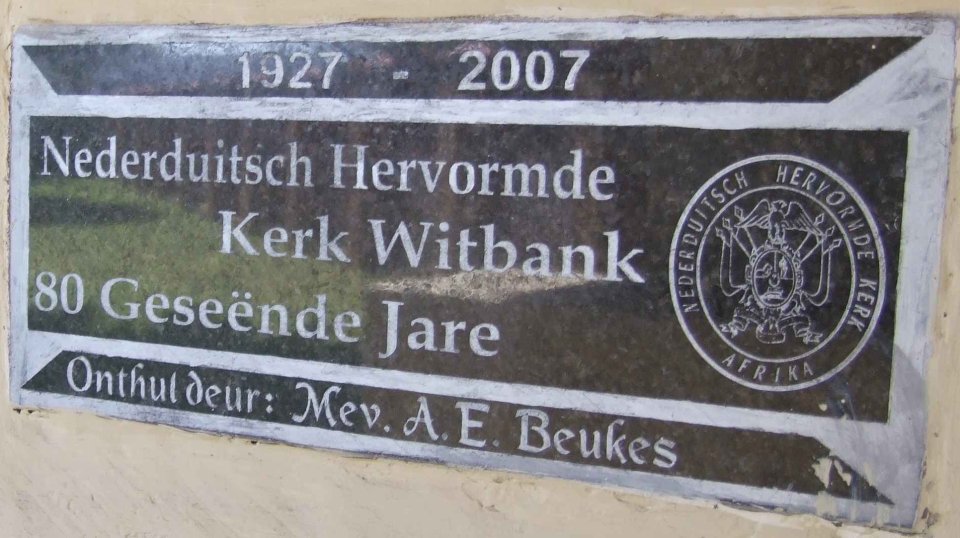 1927 - 2007
Nederduitsch Hervormde
Kerk Witbank
80 Geseënde Jare
NEDERDUITSCH HERVORMDE KERK
AFRIKA
Onthul deur: Mev. A. E. Beukes